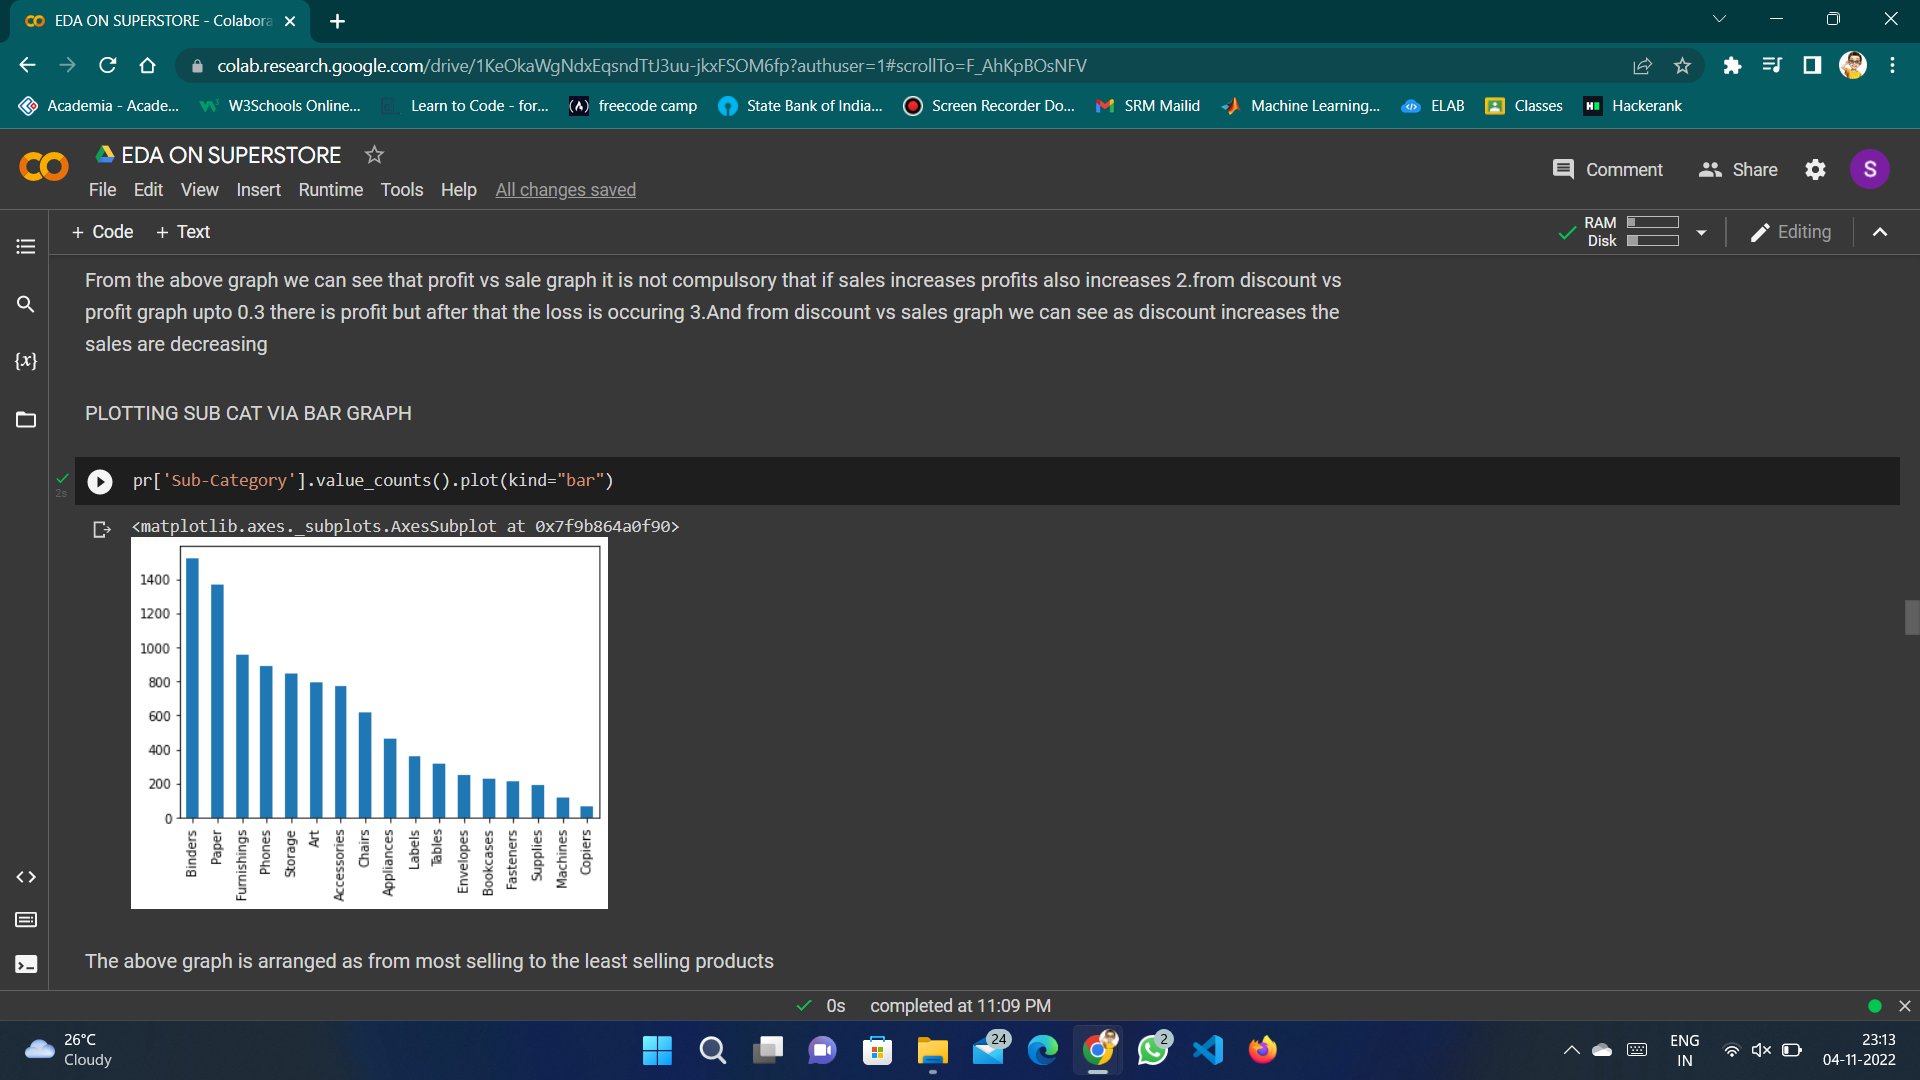 EDA ON SUPERSTORE - Colabora
colab.research.google.com/drive/1KeOkaWgNdxEqsndTtJ3uu-jkxFSOM6fp?authuser=1#scrollTo=F_AhKpBOsNFV
Academia - Acade... W3Schools Online... Learn to Code - for... freecode camp State Bank of India... Screen Recorder Do... SRM Mailid Machine Learning... ELAB Classes Hackerank
EDA ON SUPERSTORE
Comment Share S
File Edit View Insert Runtime Tools Help All changes saved
+ Code + Text
RAM
Disk
Editing
From the above graph we can see that profit vs sale graph it is not compulsory that if sales increases profits also increases 2.from discount vs
profit graph upto 0.3 there is profit but after that the loss is occuring 3.And from discount vs sales graph we can see as discount increases the
sales are decreasing
{x}
PLOTTING SUB CAT VIA BAR GRAPH
pr['Sub-Category'].value_counts().plot(kind="bar")
2s
<matplotlib.axes._subplots.AxesSubplot at 0x7f9b864a0f90>
1400
1200
1000
800
600
400
200
0
Binders
Paper
Furnishings
Phones
Storage
Art
Accessories
Chairs
Appliances
Labels
Tables
Envelopes
Bookcases
Fasteners
Supplies
Machines
Copiers
The above graph is arranged as from most selling to the least selling products
0s completed at 11:09 PM
26°C
Cloudy
24
2
ENG
IN
23:13
04-11-2022